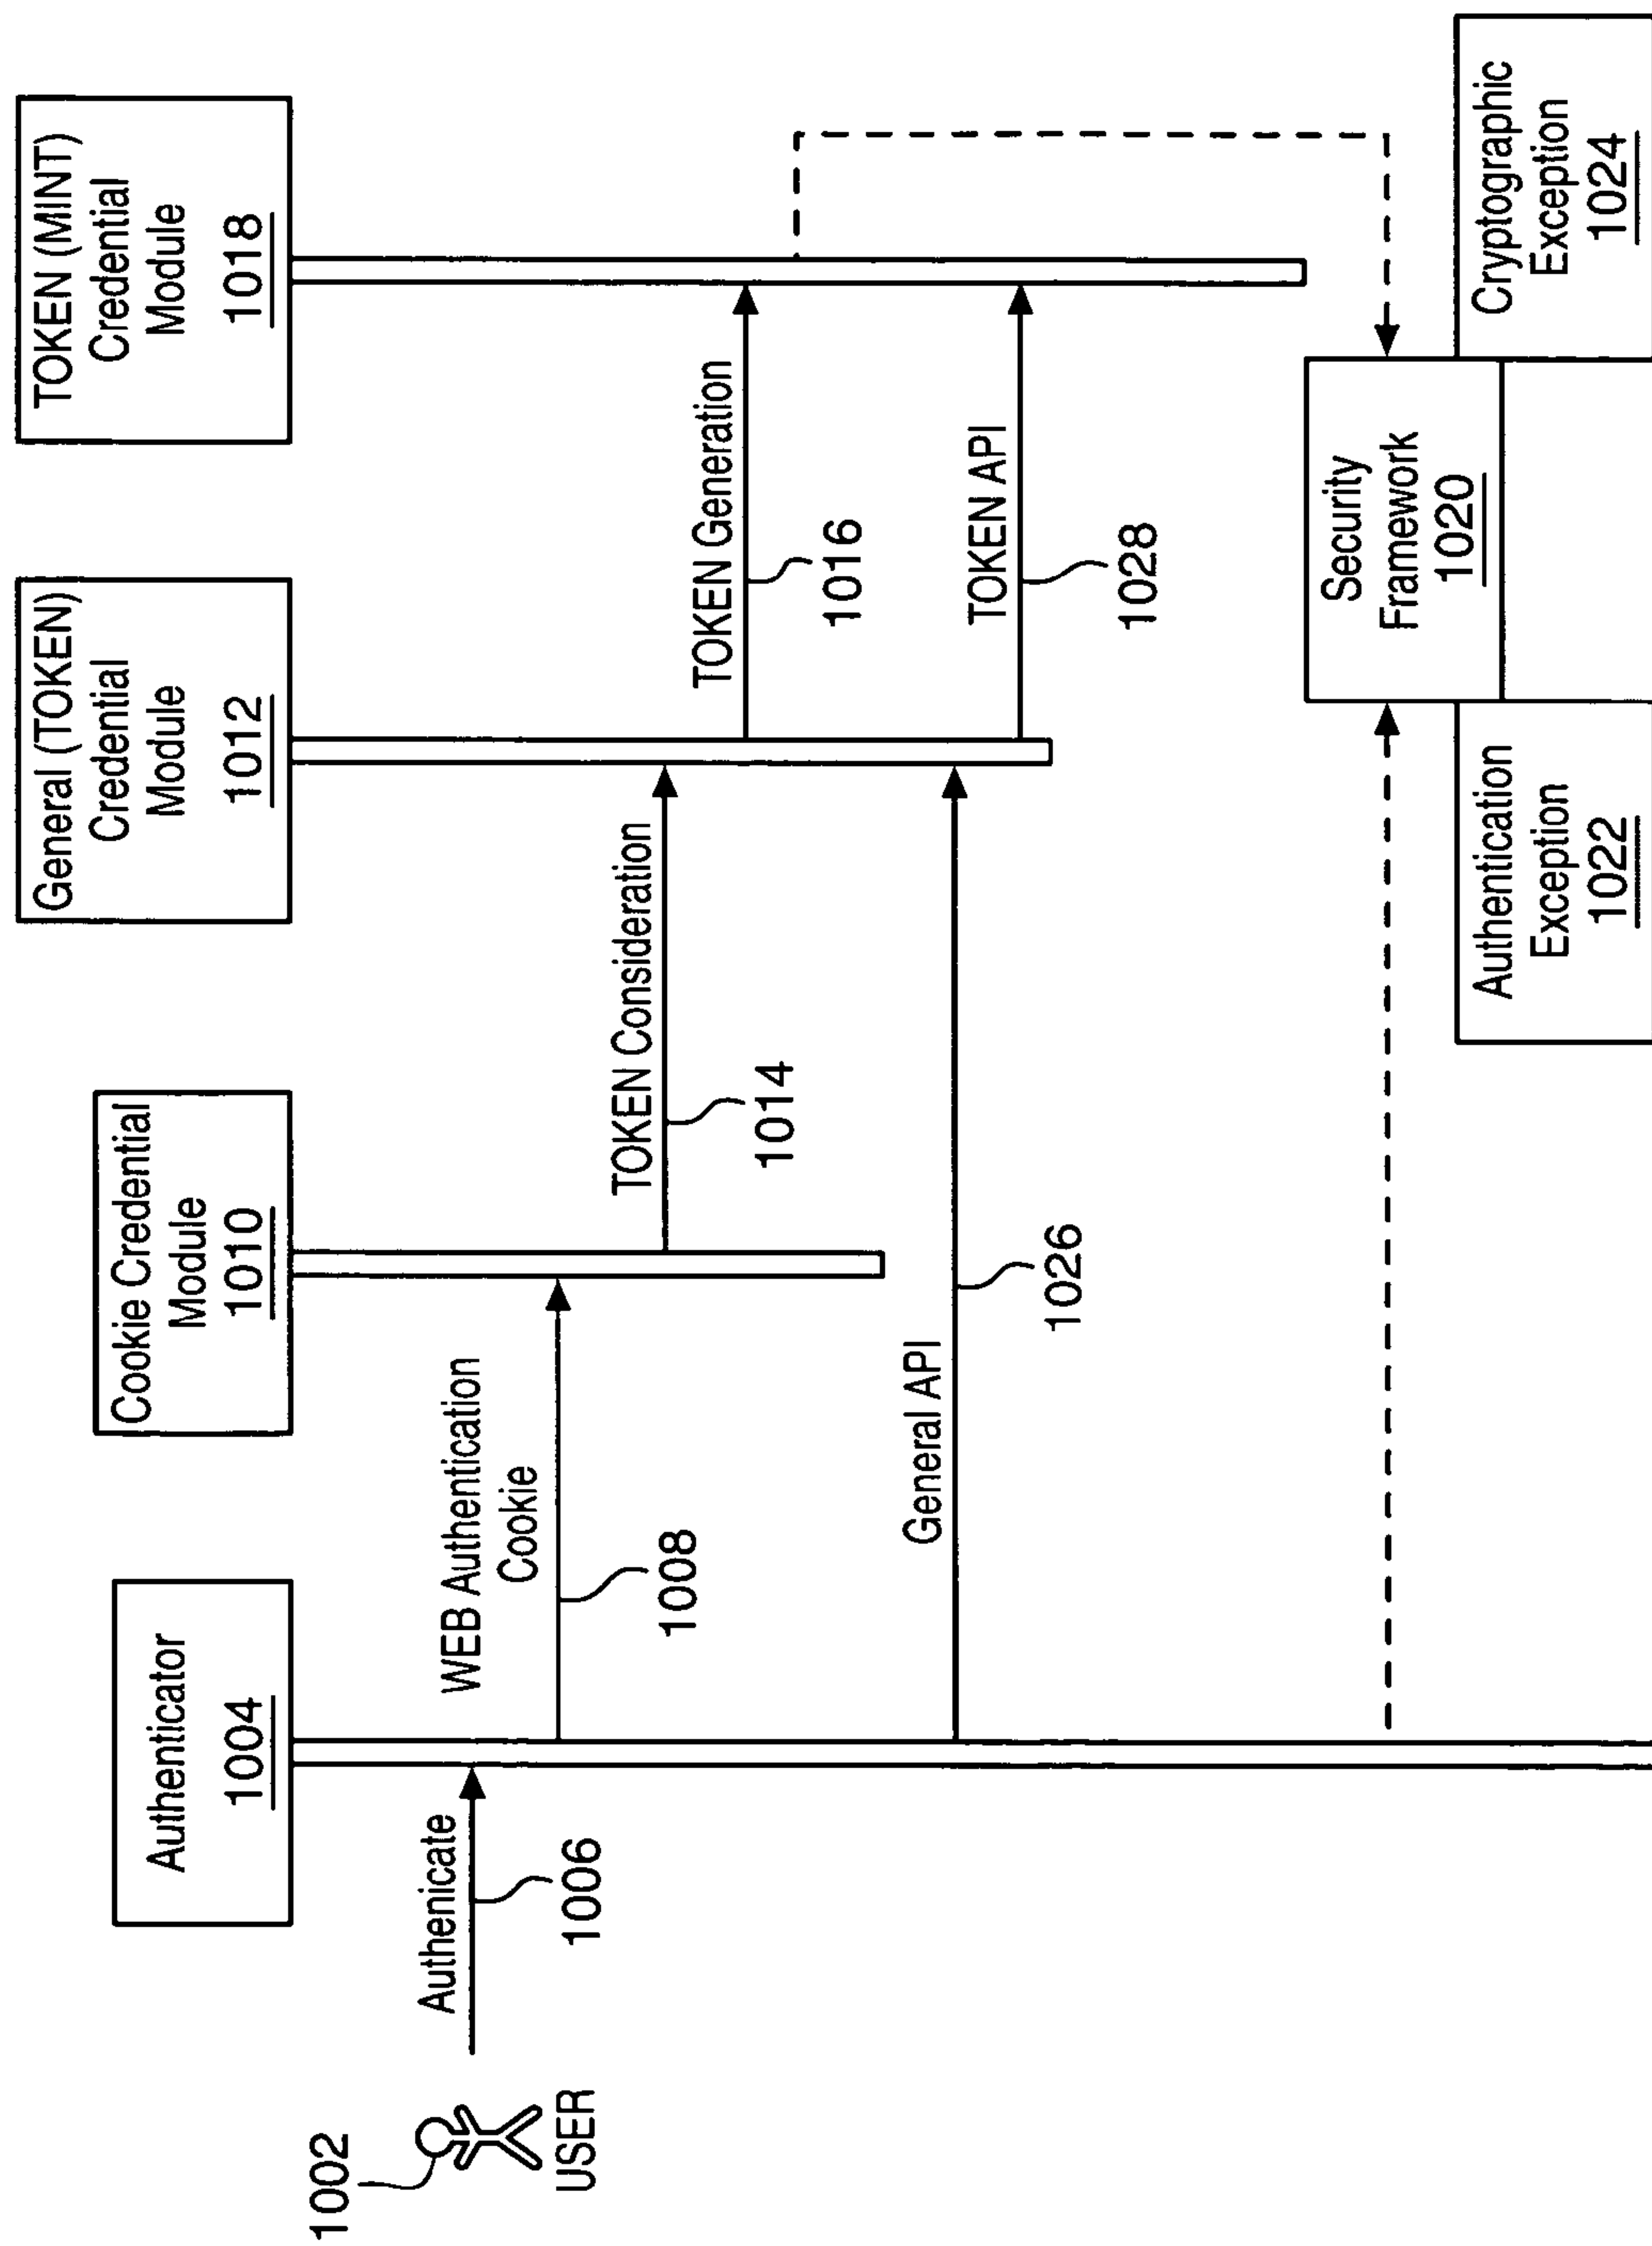 Authenticator
1004
Cookie Credential
Module
1010
General (TOKEN)
Credential
Module
1012
TOKEN (MINT)
Credential
Module
1018
1002
USER
Authenicate
1006
WEB Authentication
Cookie
1008
TOKEN Consideration
1014
TOKEN Generation
1016
General API
1026
TOKEN API
1028
Security
Framework
1020
Authentication
Exception
1022
Cryptographic
Exception
1024